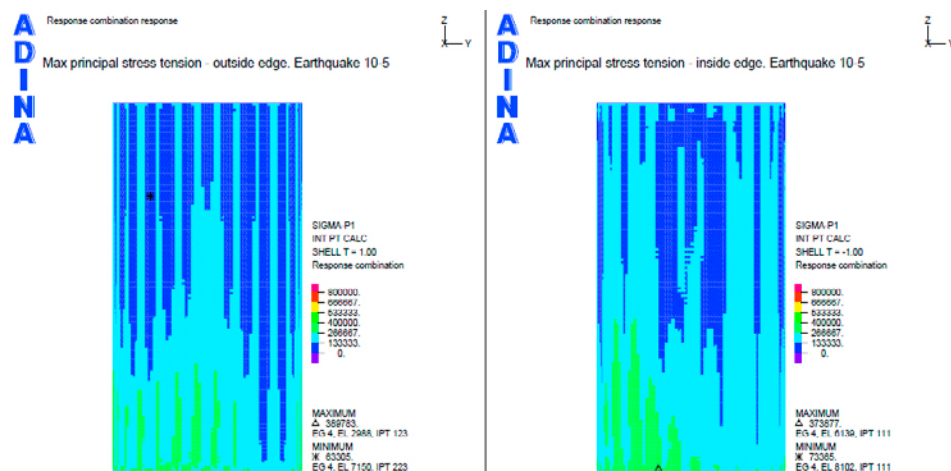 ADINA
Response combination response
Z
X Y
Max principal stress tension - outside edge. Earthquake 10-5
SIGMA P1
INT PT CALC
SHELL T = 1.00
Response combination
800000.
666667.
533333.
400000.
266667.
133333.
0.
MAXIMUM
Δ 389783.
EG 4, EL 2988, IPT 123
MINIMUM
✳ 63305.
EG 4, EL 7150, IPT 223
ADINA
Response combination response
Z
X Y
Max principal stress tension - inside edge. Earthquake 10-5
SIGMA P1
INT PT CALC
SHELL T = -1.00
Response combination
800000.
666667.
533333.
400000.
266667.
133333.
0.
MAXIMUM
Δ 373877.
EG 4, EL 6139, IPT 111
MINIMUM
✳ 73365.
EG 4, EL 8102, IPT 111